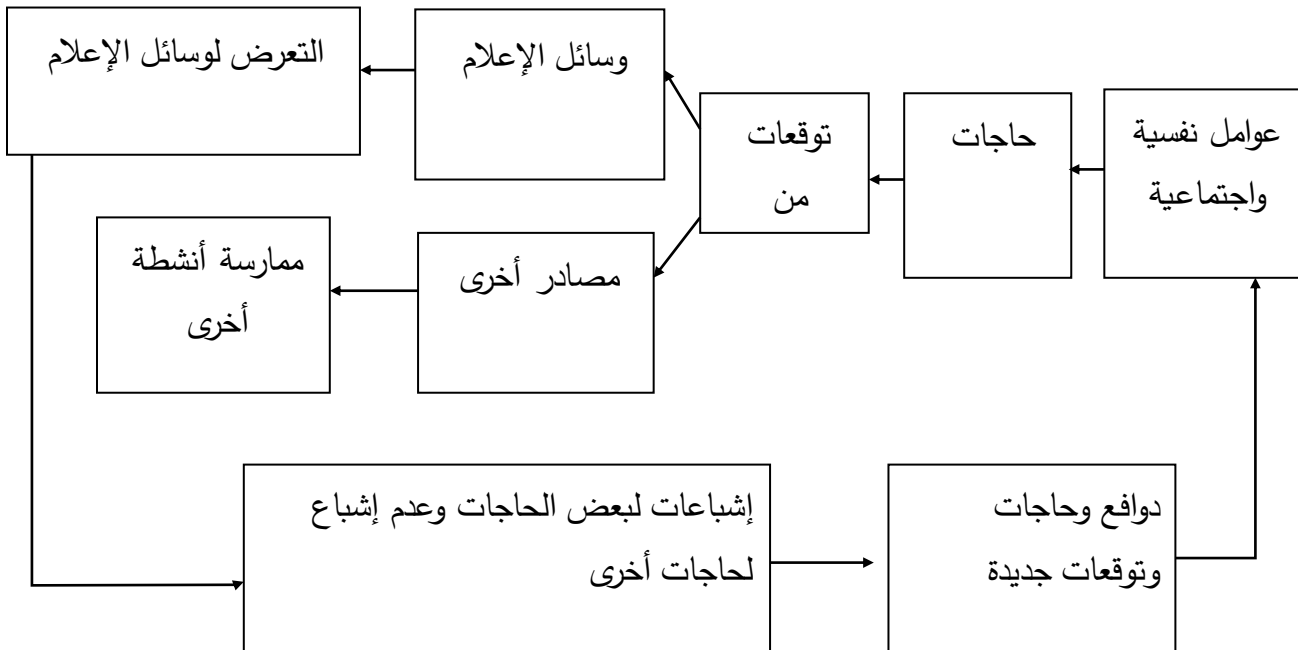 عوامل نفسية
واجتماعية
حاجات
توقعات
من
وسائل الإعلام
التعرض لوسائل الإعلام
مصادر أخرى
ممارسة أنشطة
أخرى
إشباعات لبعض الحاجات وعدم إشباع
لحاجات أخرى
دوافع وحاجات
وتوقعات جديدة